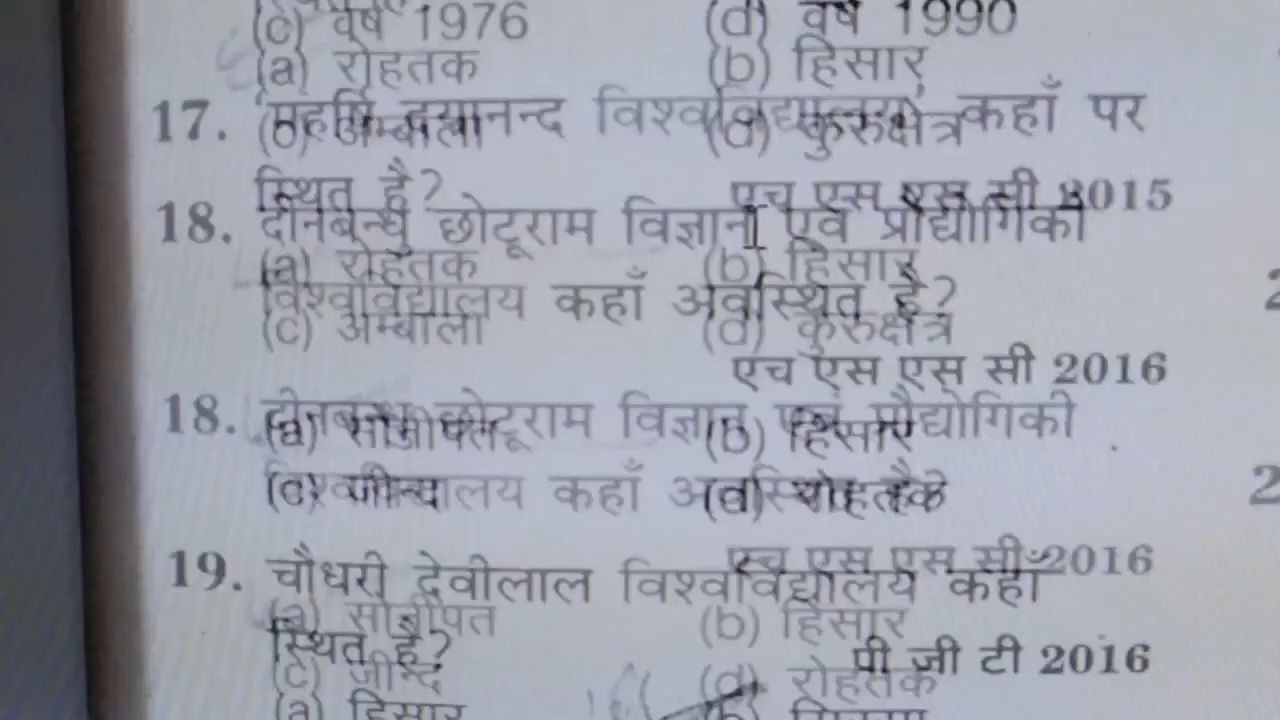 (c) वर्ष 1976 (d) वर्ष 1990
(a) रोहतक (b) हिसार
17. महर्षि दयानन्द विश्वविद्यालय कहाँ पर
(c) अम्बाला (d) कुरुक्षेत्र
स्थित है? एच एस एस सी 2015
18. दीनबन्धु छोटूराम विज्ञान एवं प्रौद्योगिकी
(a) रोहतक (b) हिसार
विश्वविद्यालय कहाँ अवस्थित है?
(c) अम्बाला (d) कुरुक्षेत्र
एच एस एस सी 2016
18. दीनबन्धु छोटूराम विज्ञान एवं प्रौद्योगिकी
(a) सोनीपत (b) हिसार
विश्वविद्यालय कहाँ अवस्थित है?
(c) जीन्द (d) रोहतक
एच एस एस सी 2016
19. चौधरी देवीलाल विश्वविद्यालय कहाँ
(a) सोनीपत (b) हिसार
स्थित है? पी जी टी 2016
(c) जीन्द (d) रोहतक
(a) हिसार